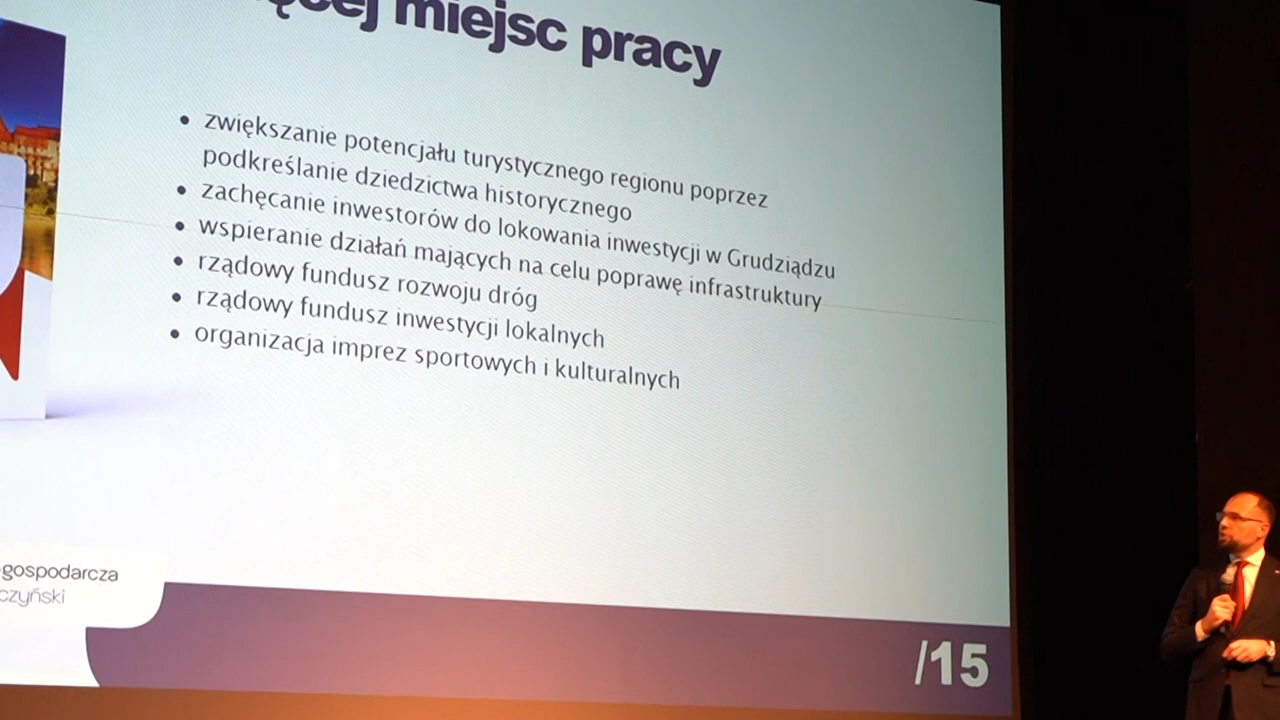 miejsc pracy
• zwiększanie potencjału turystycznego regionu poprzez
podkreślanie dziedzictwa historycznego
• zachęcanie inwestorów do lokowania inwestycji w Grudziądzu
• wspieranie działań mających na celu poprawę infrastruktury
• rządowy fundusz rozwoju dróg
• rządowy fundusz inwestycji lokalnych
• organizacja imprez sportowych i kulturalnych
-gospodarcza
czyński
/15